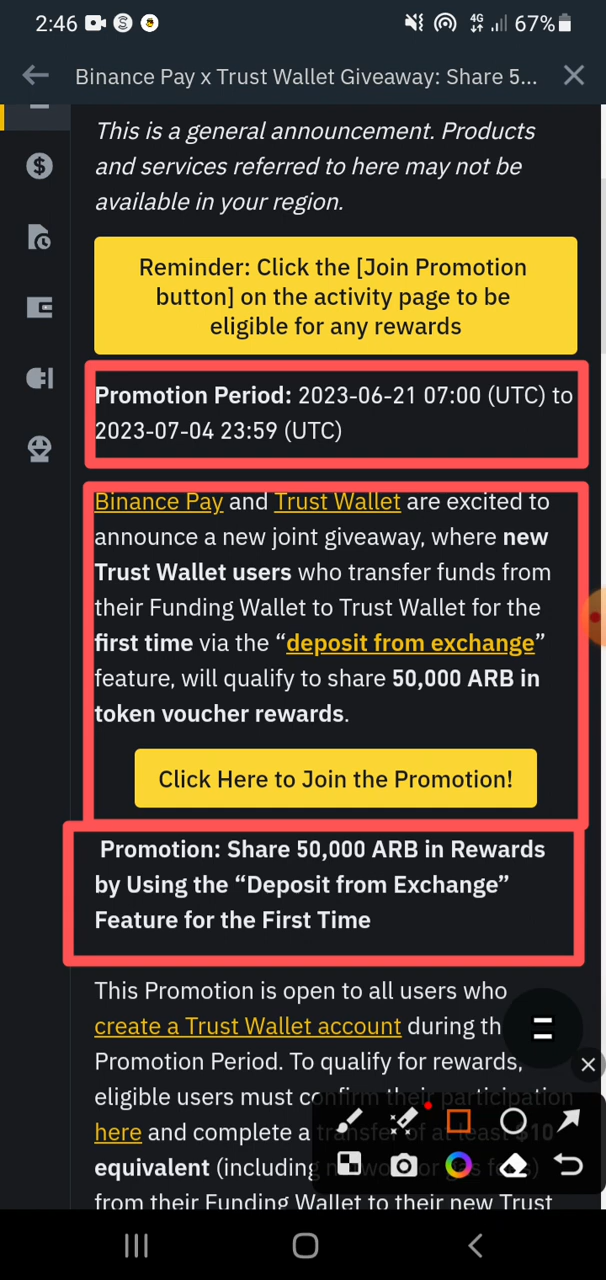 2:46
4G
67%
Binance Pay x Trust Wallet Giveaway: Share 5...
This is a general announcement. Products
and services referred to here may not be
available in your region.
Reminder: Click the [Join Promotion
button] on the activity page to be
eligible for any rewards
Promotion Period: 2023-06-21 07:00 (UTC) to
2023-07-04 23:59 (UTC)
Binance Pay and Trust Wallet are excited to
announce a new joint giveaway, where new
Trust Wallet users who transfer funds from
their Funding Wallet to Trust Wallet for the
first time via the “deposit from exchange”
feature, will qualify to share 50,000 ARB in
token voucher rewards.
Click Here to Join the Promotion!
Promotion: Share 50,000 ARB in Rewards
by Using the “Deposit from Exchange”
Feature for the First Time
This Promotion is open to all users who
create a Trust Wallet account during th
Promotion Period. To qualify for rewards,
eligible users must confirm their participation
here and complete a transfer of at least $10
equivalent (including
from their Funding Wallet to their new Trust